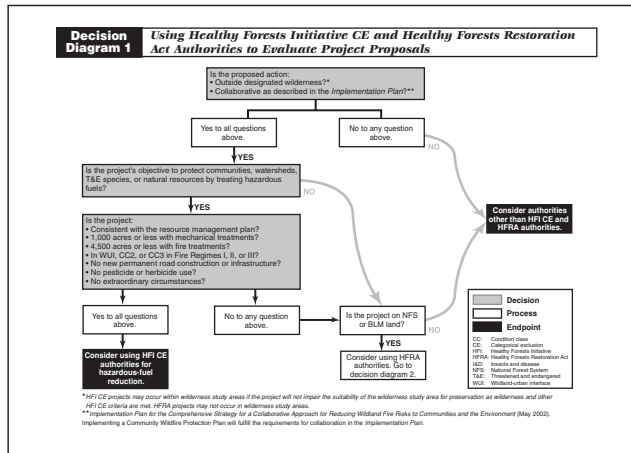 Decision
Diagram 1
Using Healthy Forests Initiative CE and Healthy Forests Restoration
Act Authorities to Evaluate Project Proposals
Is the proposed action:
• Outside designated wilderness?*
• Collaborative as described in the Implementation Plan?**
Yes to all questions
above.
No to any question
above.
NO
YES
Is the project's objective to protect communities, watersheds,
T&E species, or natural resources by treating hazardous
fuels?
NO
YES
Consider authorities
other than HFI CE and
HFRA authorities.
Is the project:
• Consistent with the resource management plan?
• 1,000 acres or less with mechanical treatments?
• 4,500 acres or less with fire treatments?
• In WUI, CC2, or CC3 in Fire Regimes I, II, or III?
• No new permanent road construction or infrastructure?
• No pesticide or herbicide use?
• No extraordinary circumstances?
Yes to all questions
above.
No to any question
above.
Is the project on NFS
or BLM land?
NO
YES
Consider using HFI CE
authorities for
hazardous-fuel
reduction.
Consider using HFRA
authorities. Go to
decision diagram 2.
Decision
Process
Endpoint
CC: Condition class
CE: Categorical exclusion
HFI: Healthy Forests Initiative
HFRA: Healthy Forests Restoration Act
I&D: Insects and disease
NFS: National Forest System
T&E: Threatened and endangered
WUI: Wildland-urban interface
* HFI CE projects may occur within wilderness study areas if the project will not impair the suitability of the wilderness study area for preservation as wilderness and other
HFI CE criteria are met. HFRA projects may not occur in wilderness study areas.
** Implementation Plan for the Comprehensive Strategy for a Collaborative Approach for Reducing Wildland Fire Risks to Communities and the Environment (May 2002).
Implementing a Community Wildfire Protection Plan will fulfill the requirements for collaboration in the Implementation Plan.